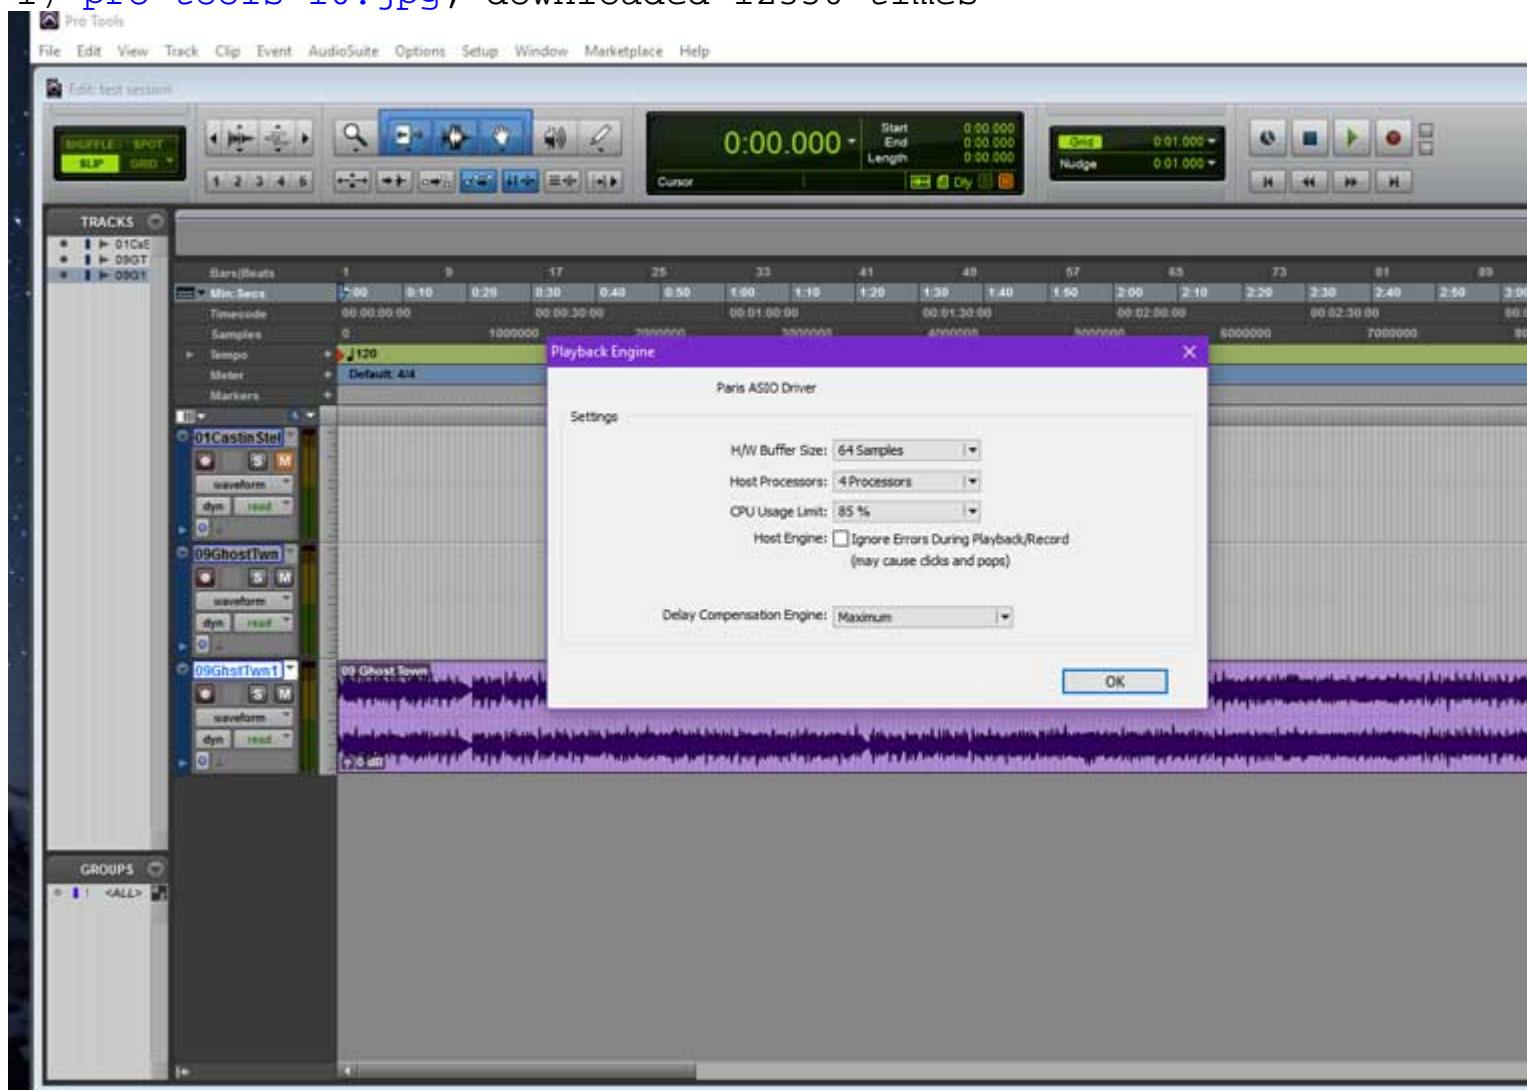 Pro Tools
File Edit View Track Clip Event AudioSuite Options Setup Window Marketplace Help
Edit: test session
SHUFFLE SPOT
SLIP GRID
1 2 3 4 5
0:00.000
Start 0:00.000
End 0:00.000
Length 0:00.000
Cursor
Dly
Grid 0:01.000
Nudge 0:01.000
TRACKS
01CsS
09GT
09G1
Bars|Beats 1 9 17 25 33 41 49 57 65 73 81 89
Min:Secs 0:00 0:10 0:20 0:30 0:40 0:50 1:00 1:10 1:20 1:30 1:40 1:50 2:00 2:10 2:20 2:30 2:40 2:50 3:00
Timecode 00:00:00:00 00:00:30:00 00:01:00:00 00:01:30:00 00:02:00:00 00:02:30:00
Samples 0 1000000 2000000 3000000 4000000 5000000 6000000 7000000
Tempo 120
Meter Default: 4/4
Markers
Playback Engine
Paris ASIO Driver
Settings
H/W Buffer Size: 64 Samples
Host Processors: 4 Processors
CPU Usage Limit: 85 %
Host Engine: Ignore Errors During Playback/Record
(may cause clicks and pops)
Delay Compensation Engine: Maximum
OK
01CastinStel
S M
waveform
dyn read
09GhostTwn
S M
waveform
dyn read
09GhstTwn1
S M
waveform
dyn read
09 Ghost Town
0 dB
GROUPS
! <ALL>